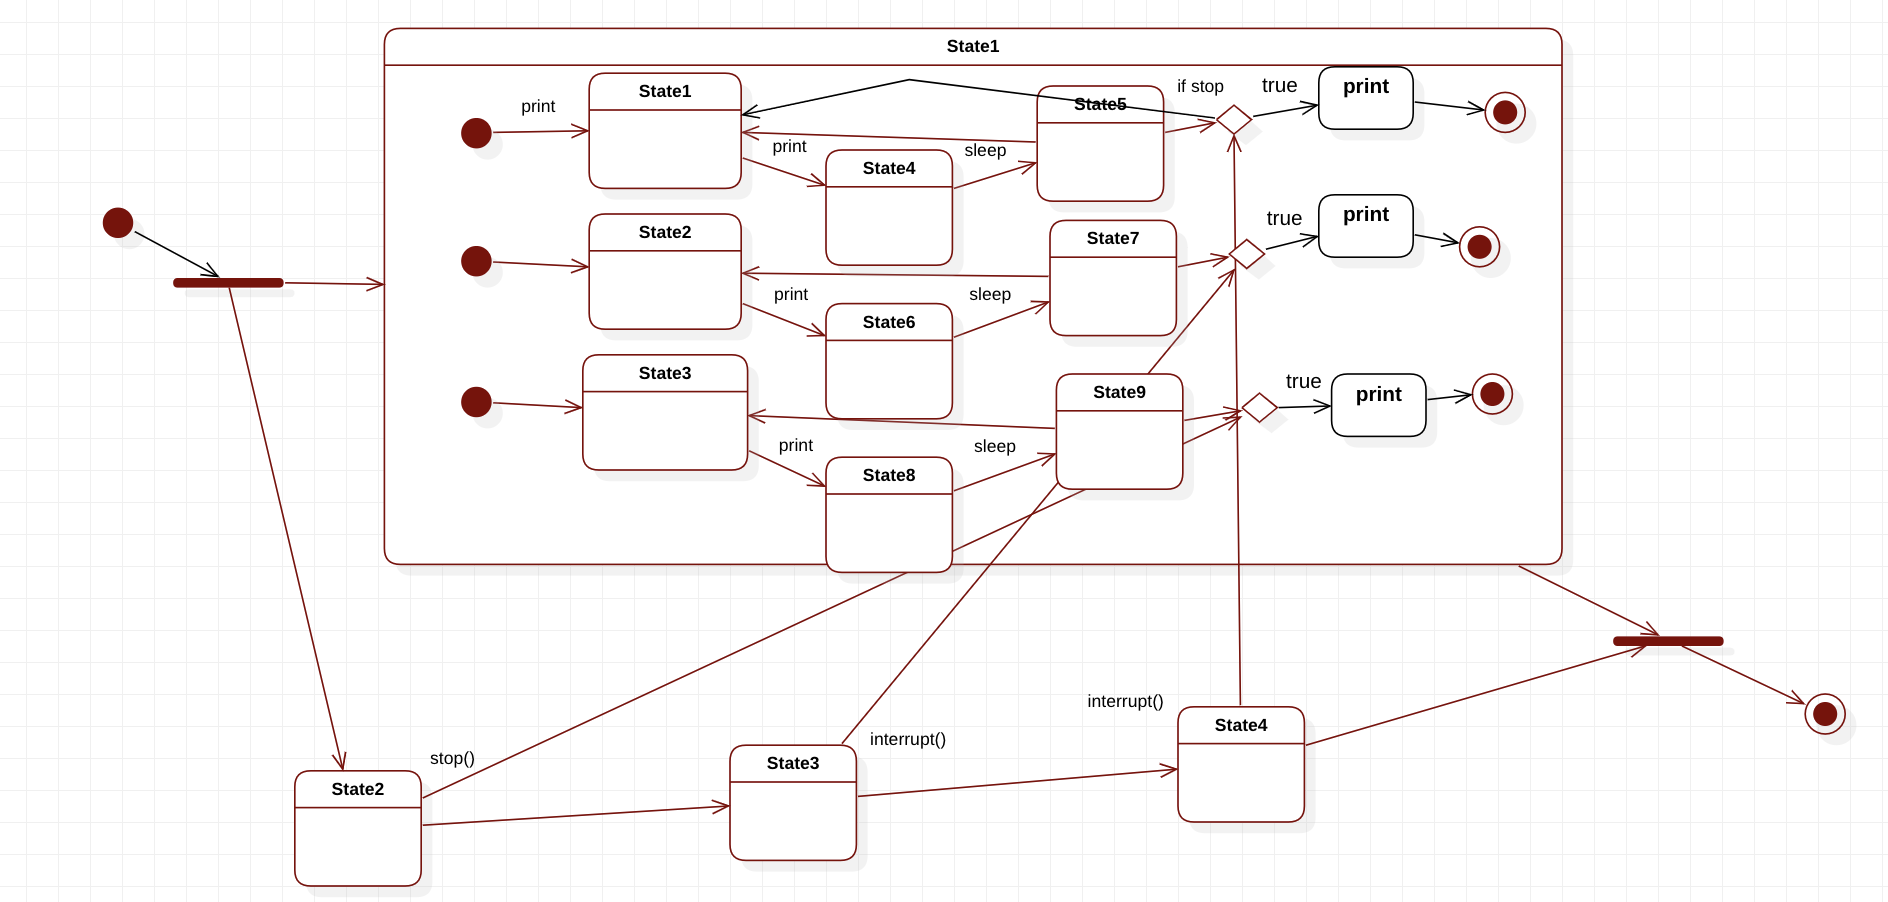 State1
print
State1
State5
if stop
true
print
print
State4
sleep
State2
State7
true
print
print
State6
sleep
State3
State9
true
print
print
State8
sleep
State2
stop()
State3
interrupt()
State4
interrupt()